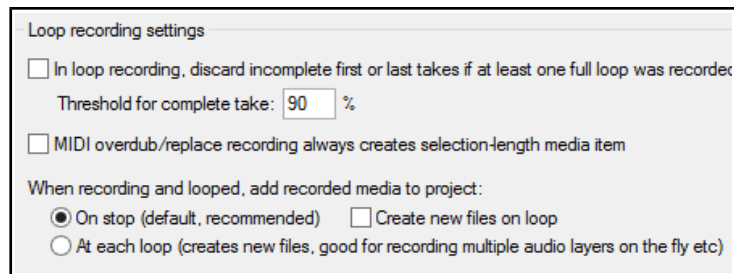 Loop recording settings
In loop recording, discard incomplete first or last takes if at least one full loop was recorded
Threshold for complete take: 90 %
MIDI overdub/replace recording always creates selection-length media item
When recording and looped, add recorded media to project:
On stop (default, recommended) Create new files on loop
At each loop (creates new files, good for recording multiple audio layers on the fly etc)